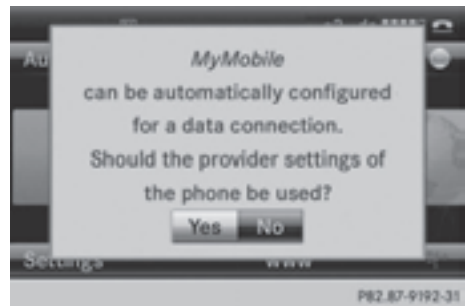 Au
MyMobile
can be automatically configured
for a data connection.
Should the provider settings of
the phone be used?
Yes No
Settings www
P82.87-9192-31